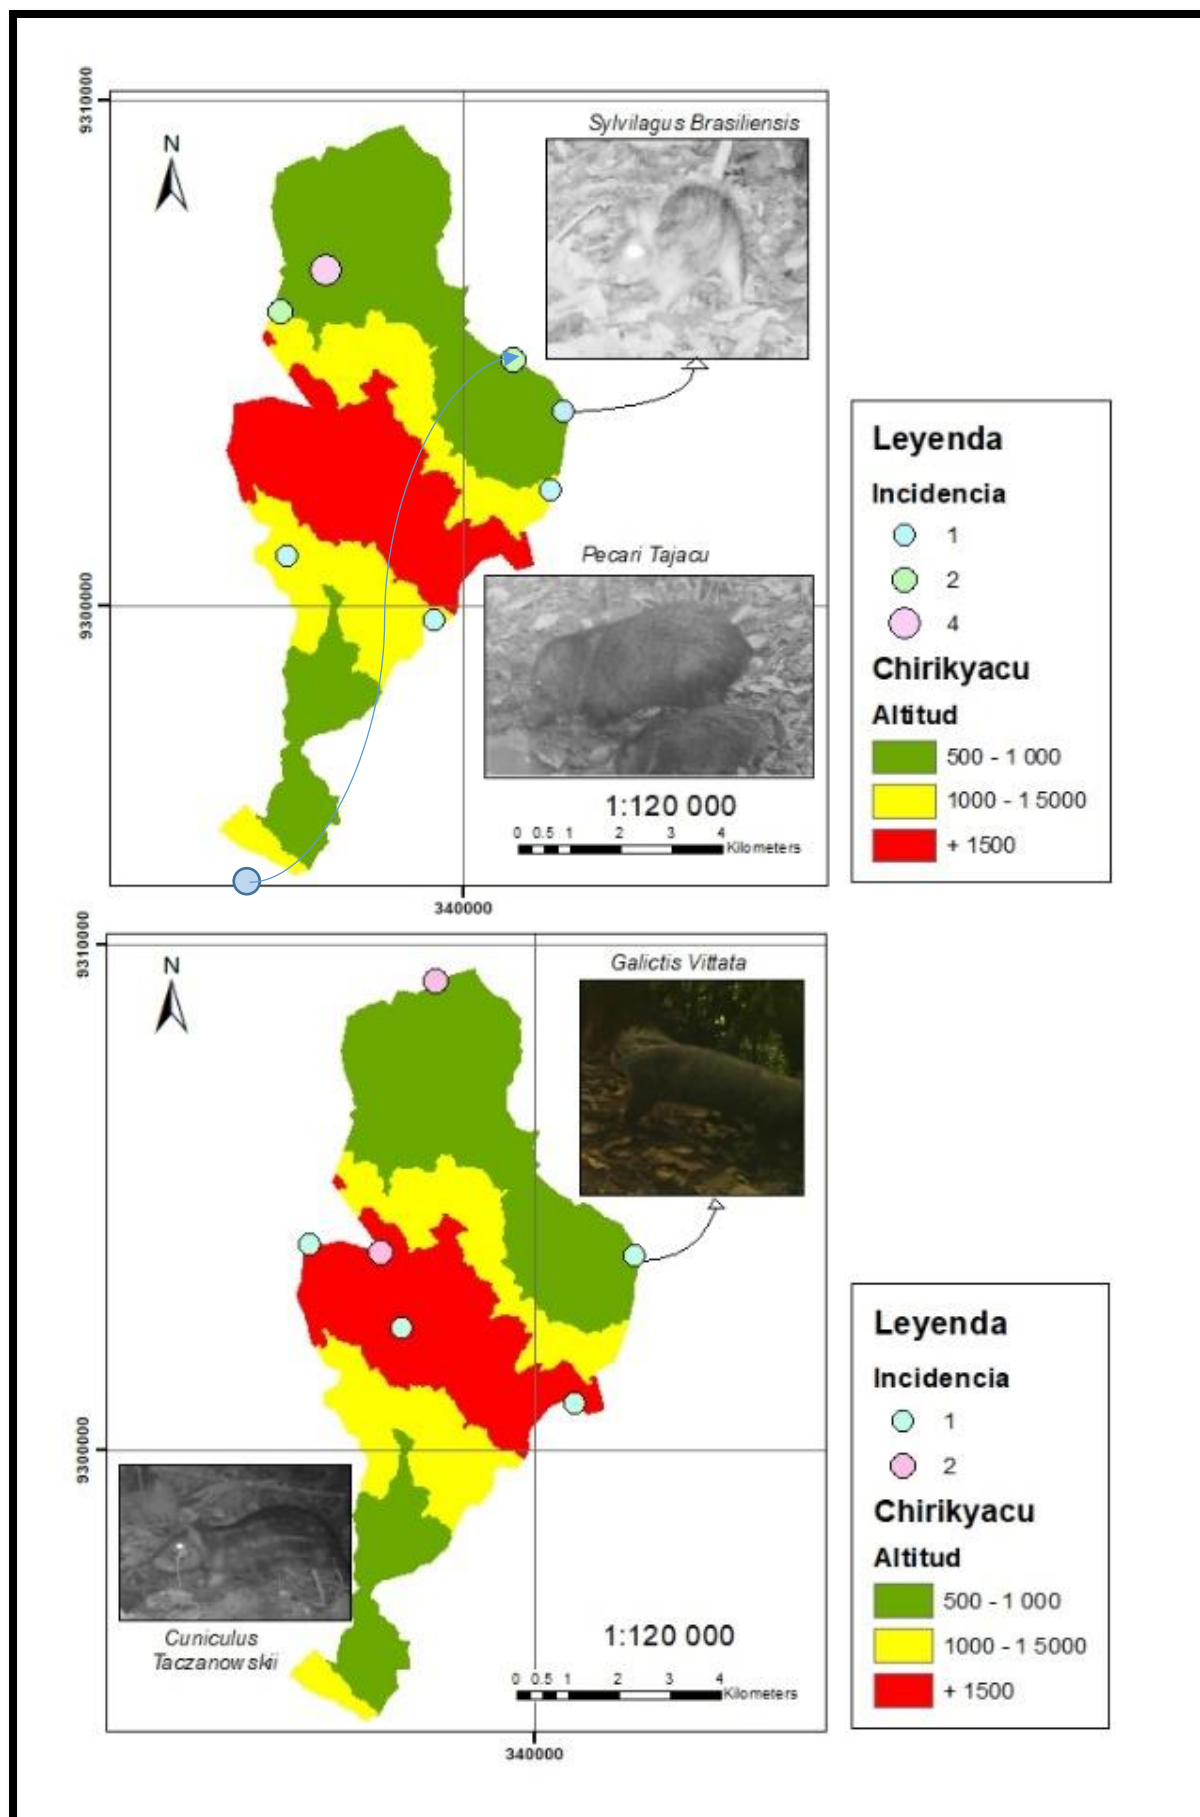 9310000
N
Sylvilagus Brasiliensis
Pecari Tajacu
9300000
1:120 000
0 0.5 1 2 3 4
Kilometers
340000
Leyenda
Incidencia
1
2
4
Chirikyacu
Altitud
500 - 1 000
1000 - 1 5000
+ 1500
9310000
N
Galictis Vittata
9300000
Cuniculus
Taczanowskii
1:120 000
0 0.5 1 2 3 4
Kilometers
340000
Leyenda
Incidencia
1
2
Chirikyacu
Altitud
500 - 1 000
1000 - 1 5000
+ 1500